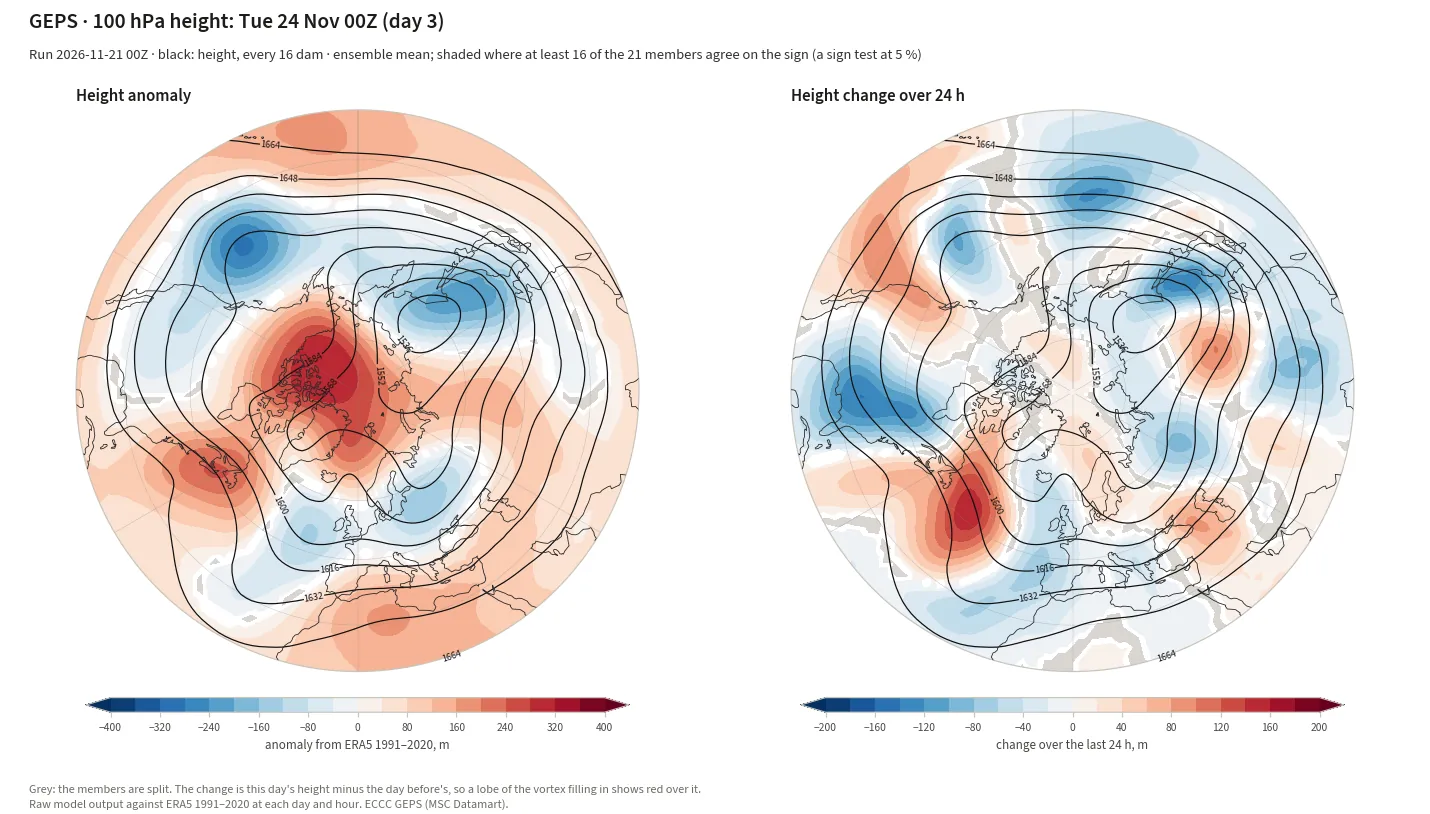 GEPS · 100 hPa height: Tue 24 Nov 00Z (day 3)
Run 2026-11-21 00Z · black: height, every 16 dam · ensemble mean; shaded where at least 16 of the 21 members agree on the sign (a sign test at 5 %)
Height anomaly
Height change over 24 h
1664
1648
1536
1584
1568
1552
1600
1616
1632
1664
1664
1648
1536
1584
1568
1552
1600
1616
1632
1664
−400 −320 −240 −160 −80 0 80 160 240 320 400
anomaly from ERA5 1991–2020, m
−200 −160 −120 −80 −40 0 40 80 120 160 200
change over the last 24 h, m
Grey: the members are split. The change is this day's height minus the day before's, so a lobe of the vortex filling in shows red over it.
Raw model output against ERA5 1991–2020 at each day and hour. ECCC GEPS (MSC Datamart).